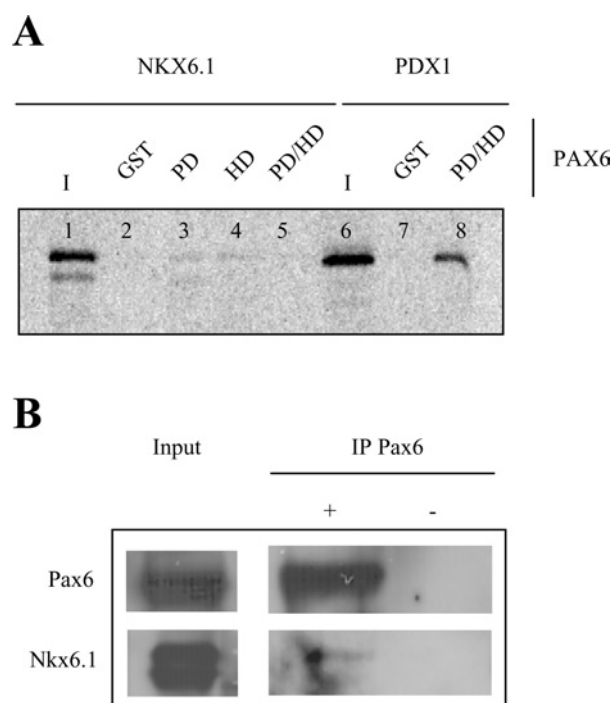 A
NKX6.1 PDX1
I GST PD HD PD/HD I GST PD/HD PAX6
1 2 3 4 5 6 7 8
B
Input IP Pax6
+ -
Pax6
Nkx6.1